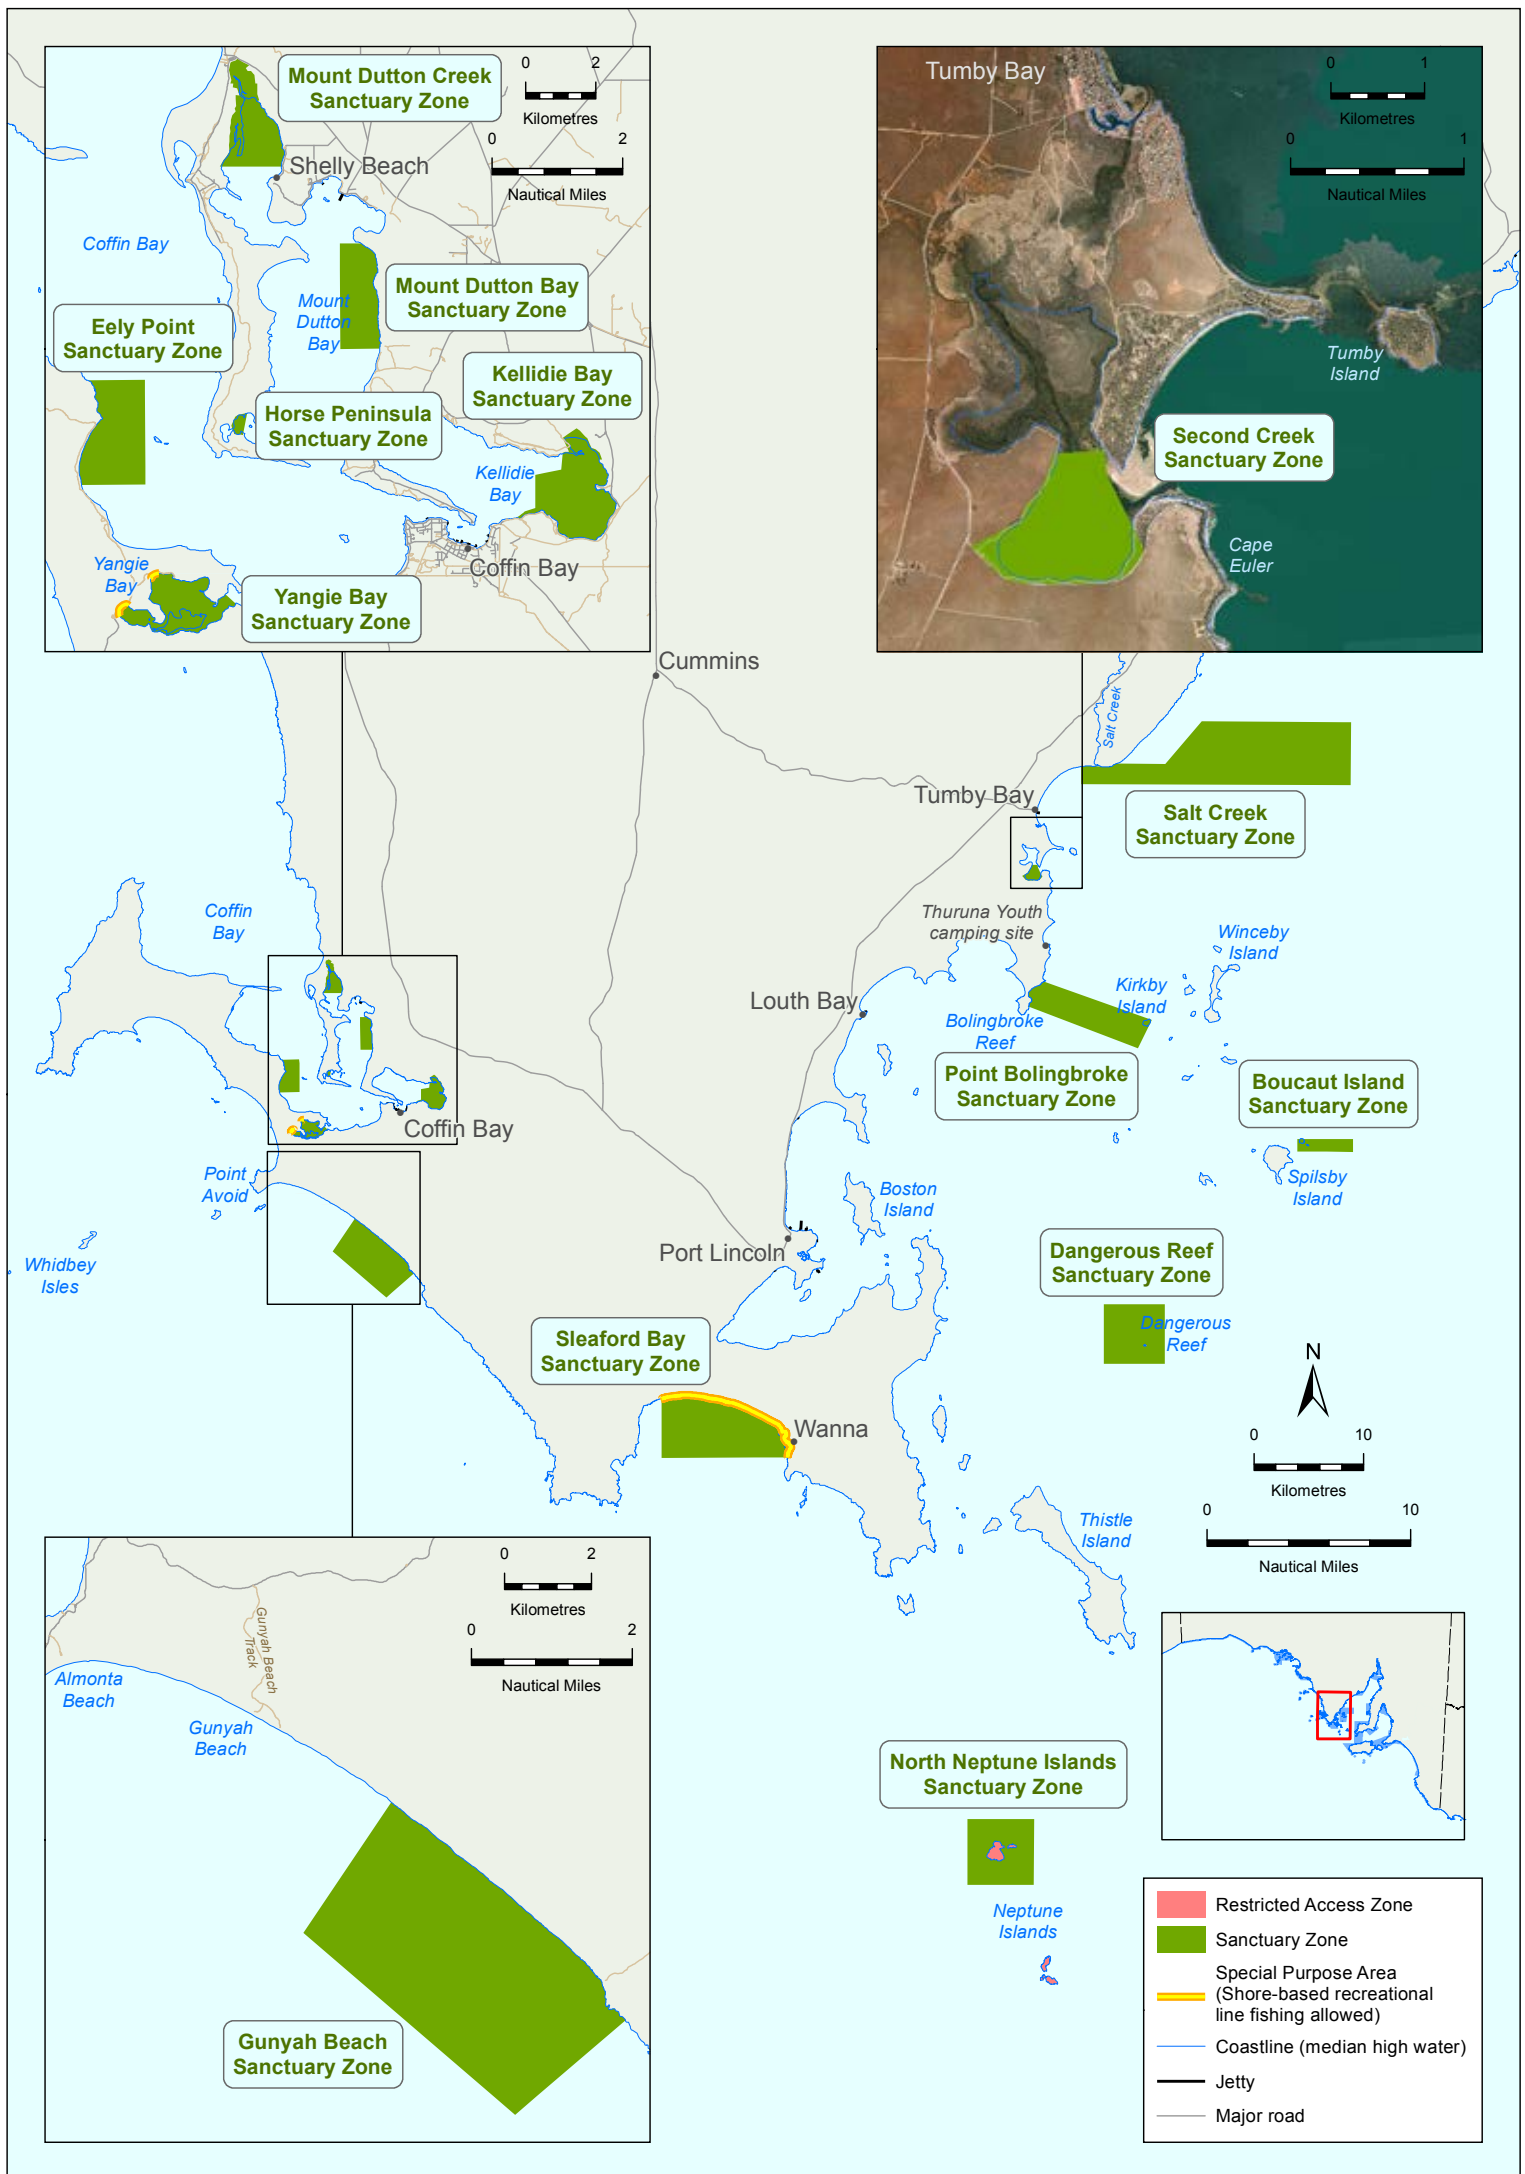 Mount Dutton Creek
Sanctuary Zone
0 2
Kilometres
0 2
Nautical Miles
Shelly Beach
Coffin Bay
Mount Dutton Bay
Sanctuary Zone
Mount
Dutton
Bay
Eely Point
Sanctuary Zone
Kellidie Bay
Sanctuary Zone
Horse Peninsula
Sanctuary Zone
Kellidie
Bay
Coffin Bay
Yangie
Bay
Yangie Bay
Sanctuary Zone
Tumby Bay
0 1
Kilometres
0 1
Nautical Miles
Tumby
Island
Second Creek
Sanctuary Zone
Cape
Euler
Cummins
Salt Creek
Tumby Bay
Salt Creek
Sanctuary Zone
Thuruna Youth
camping site
Coffin
Bay
Winceby
Island
Kirkby
Island
Louth Bay
Bolingbroke
Reef
Point Bolingbroke
Sanctuary Zone
Boucaut Island
Sanctuary Zone
Coffin Bay
Point
Avoid
Spilsby
Island
Boston
Island
Whidbey
Isles
Port Lincoln
Dangerous Reef
Sanctuary Zone
Dangerous
Reef
Sleaford Bay
Sanctuary Zone
Wanna
N
0 10
Kilometres
0 10
Nautical Miles
Thistle
Island
0 2
Kilometres
0 2
Nautical Miles
Gunyah Beach
Track
Almonta
Beach
Gunyah
Beach
Gunyah Beach
Sanctuary Zone
North Neptune Islands
Sanctuary Zone
Neptune
Islands
Restricted Access Zone
Sanctuary Zone
Special Purpose Area
(Shore-based recreational
line fishing allowed)
Coastline (median high water)
Jetty
Major road